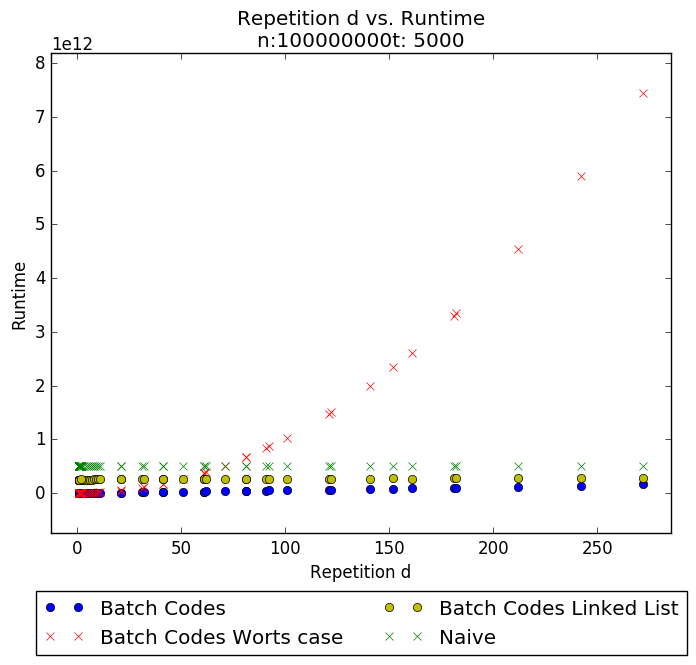 Repetition d vs. Runtime
n:100000000t: 5000
1e12
8
7
6
5
4
3
2
1
0
Runtime
0 50 100 150 200 250
Repetition d
Batch Codes
Batch Codes Linked List
Batch Codes Worts case
Naive